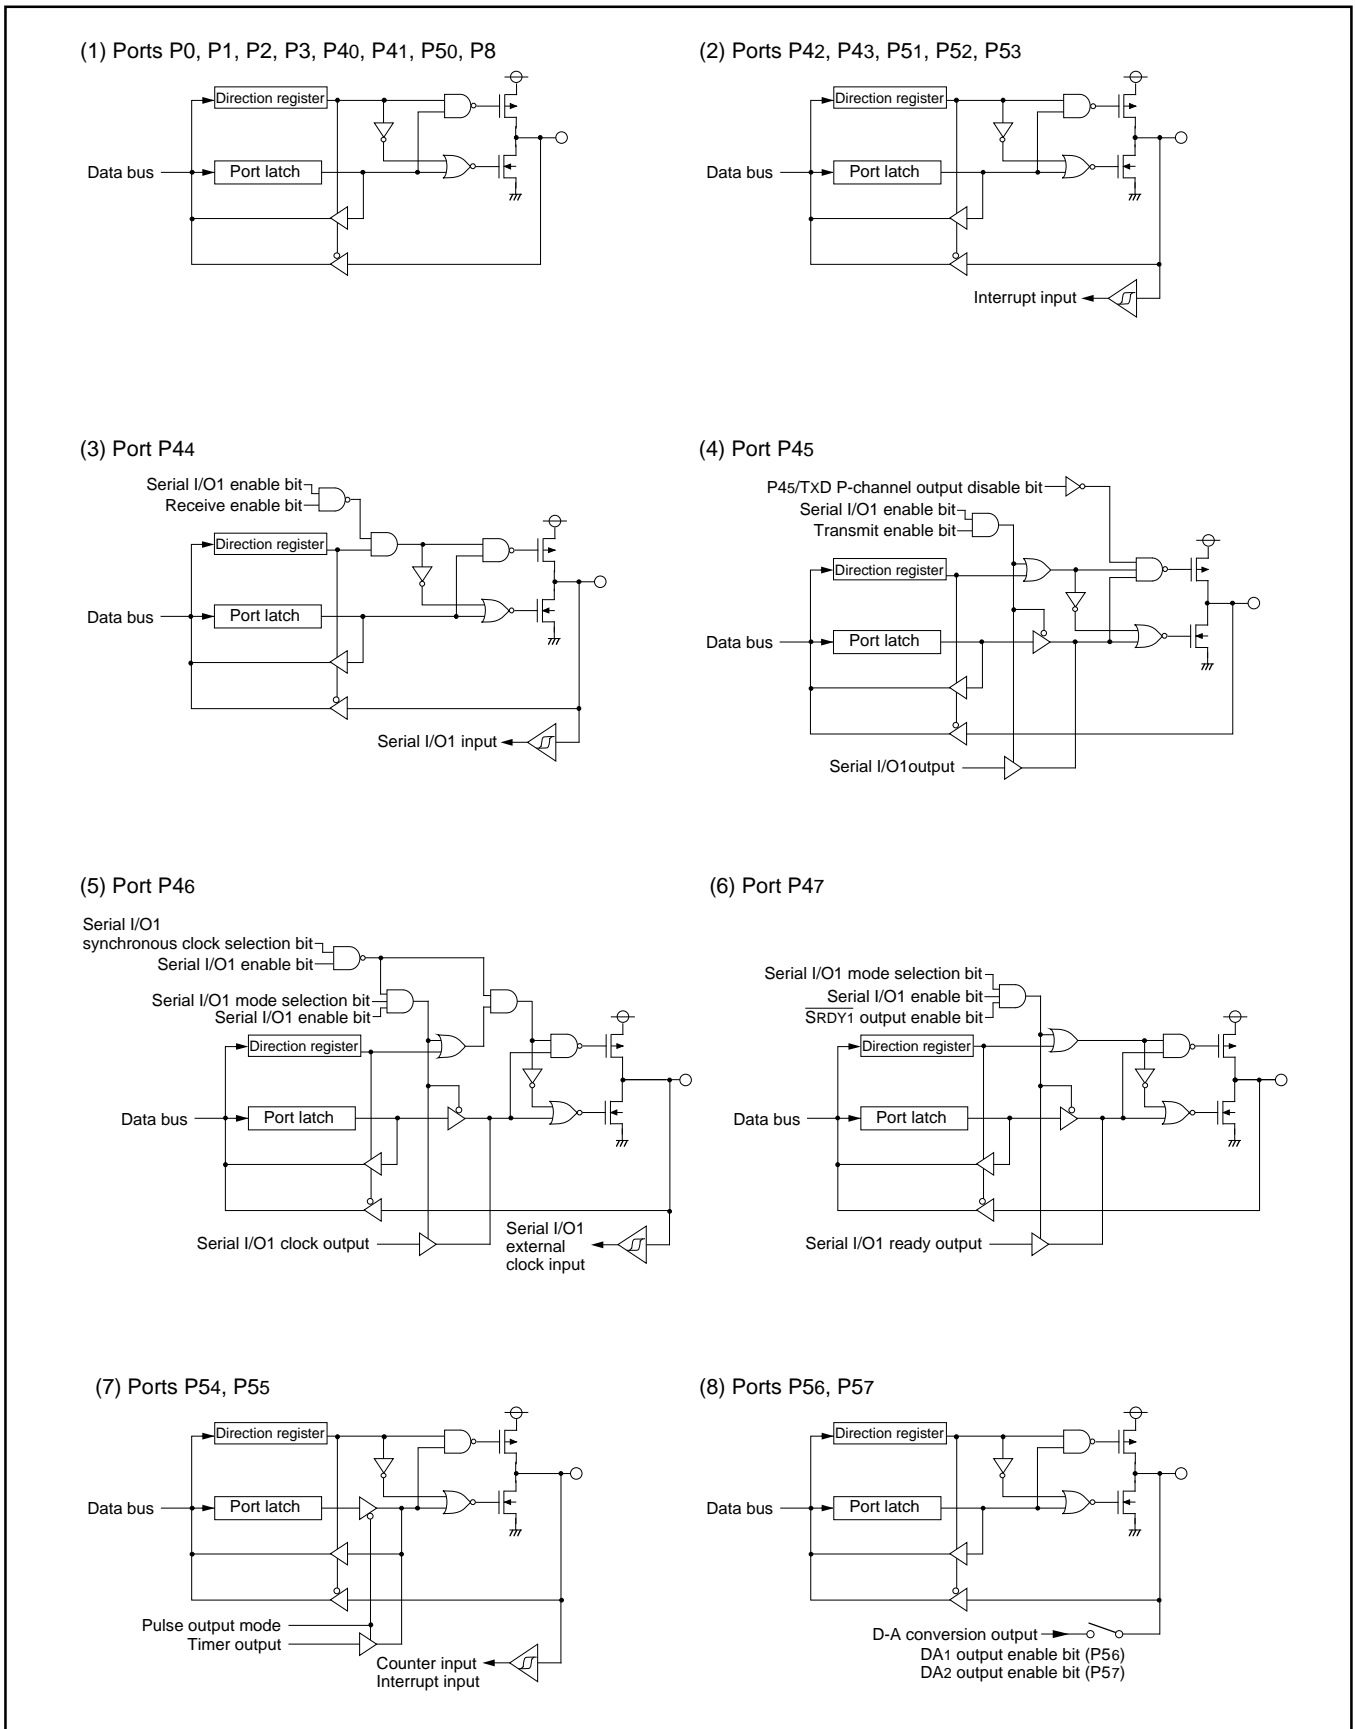 (1) Ports P0, P1, P2, P3, P40, P41, P50, P8
Direction register
Data bus
Port latch
(2) Ports P42, P43, P51, P52, P53
Direction register
Data bus
Port latch
Interrupt input
(3) Port P44
Serial I/O1 enable bit
Receive enable bit
Direction register
Data bus
Port latch
Serial I/O1 input
(4) Port P45
P45/TXD P-channel output disable bit
Serial I/O1 enable bit
Transmit enable bit
Direction register
Data bus
Port latch
Serial I/O1output
(5) Port P46
Serial I/O1
synchronous clock selection bit
Serial I/O1 enable bit
Serial I/O1 mode selection bit
Serial I/O1 enable bit
Direction register
Data bus
Port latch
Serial I/O1 clock output
Serial I/O1
external
clock input
(6) Port P47
Serial I/O1 mode selection bit
Serial I/O1 enable bit
SRDY1 output enable bit
Direction register
Data bus
Port latch
Serial I/O1 ready output
(7) Ports P54, P55
Direction register
Data bus
Port latch
Pulse output mode
Timer output
Counter input
Interrupt input
(8) Ports P56, P57
Direction register
Data bus
Port latch
D-A conversion output
DA1 output enable bit (P56)
DA2 output enable bit (P57)